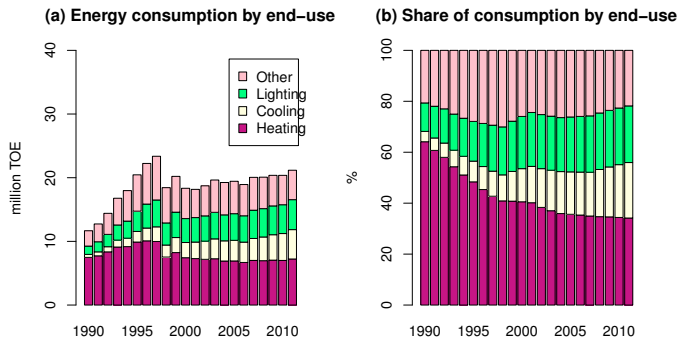 (a) Energy consumption by end−use
million TOE
40
30
20
10
0
Other
Lighting
Cooling
Heating
1990 1995 2000 2005 2010
(b) Share of consumption by end−use
%
100
80
60
40
20
0
1990 1995 2000 2005 2010